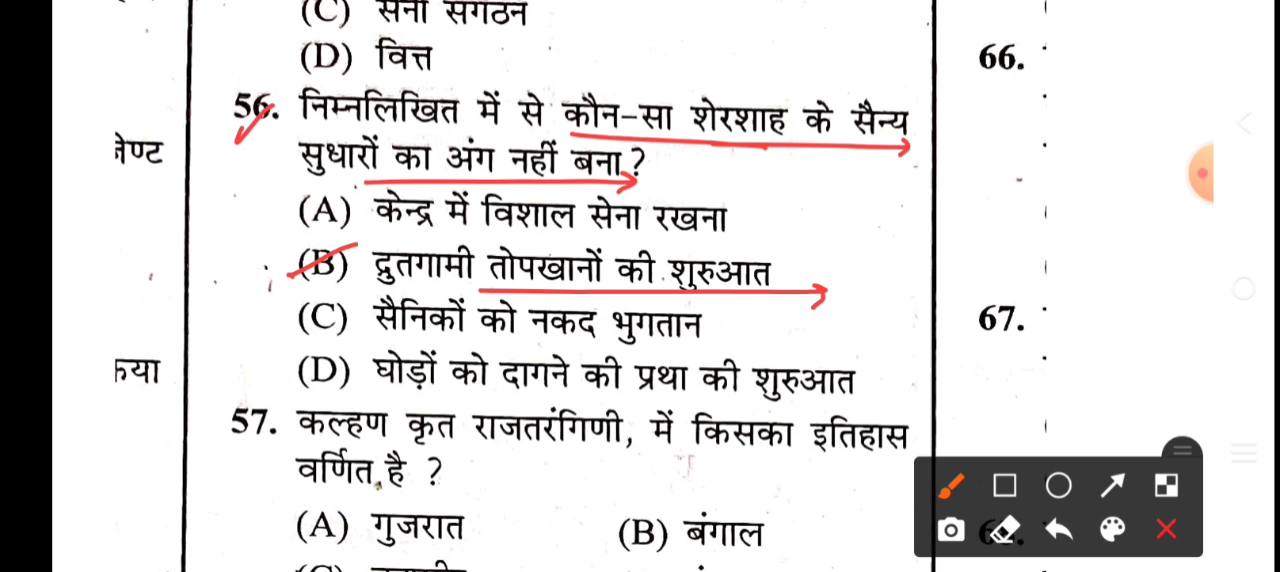 (C) सेना संगठन
(D) वित्त
66.
56. निम्नलिखित में से कौन-सा शेरशाह के सैन्य
सुधारों का अंग नहीं बना ?
(A) केन्द्र में विशाल सेना रखना
(B) द्रुतगामी तोपखानों की शुरुआत
(C) सैनिकों को नकद भुगतान
67.
(D) घोड़ों को दागने की प्रथा की शुरुआत
57. कल्हण कृत राजतरंगिणी, में किसका इतिहास
वर्णित है ?
(A) गुजरात (B) बंगाल